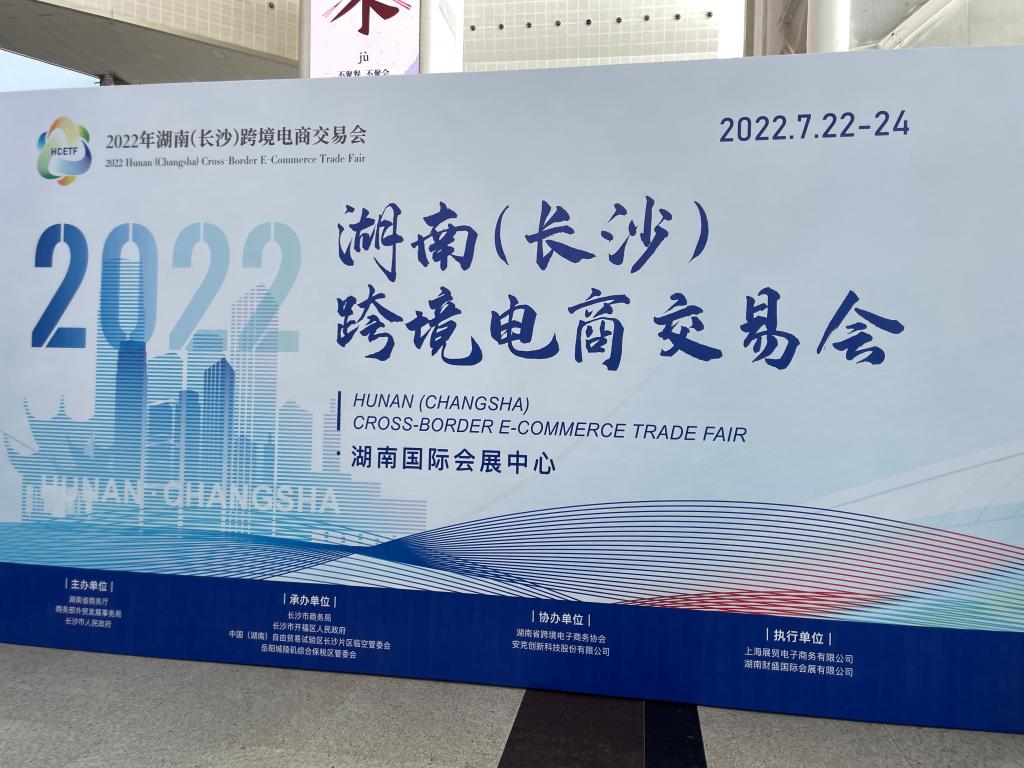 jù
不聚餐 不聚会
HCETF
2022年湖南(长沙)跨境电商交易会
2022 Hunan (Changsha) Cross-Border E-Commerce Trade Fair
2022.7.22-24
2022
湖南(长沙)
跨境电商交易会
HUNAN (CHANGSHA)
CROSS-BORDER E-COMMERCE TRADE FAIR
·湖南国际会展中心
HUNAN·CHANGSHA
|主办单位|
湖南省商务厅
商务部外贸发展事务局
长沙市人民政府
|承办单位|
长沙市商务局
长沙市开福区人民政府
中国（湖南）自由贸易试验区长沙片区临空管委会
岳阳城陵矶综合保税区管委会
|协办单位|
湖南省跨境电子商务协会
安克创新科技股份有限公司
|执行单位|
上海展贸电子商务有限公司
湖南财盛国际会展有限公司